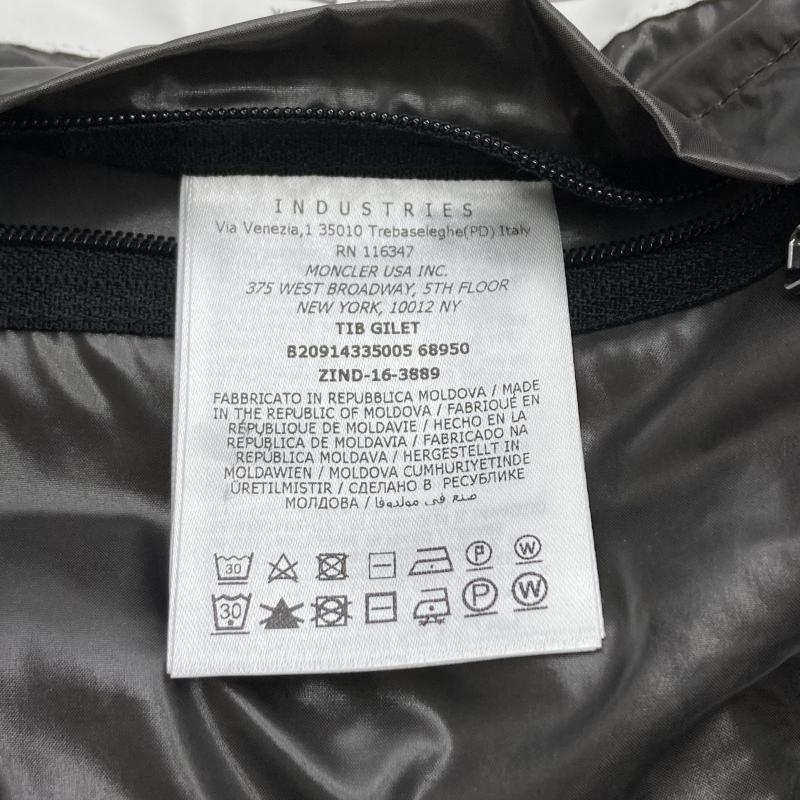 INDUSTRIES
Via Venezia,1 35010 Trebaseleghe(PD) Italy
RN 116347
MONCLER USA INC.
375 WEST BROADWAY, 5TH FLOOR
NEW YORK, 10012 NY
TIB GILET
B20914335005 68950
ZIND-16-3889
FABBRICATO IN REPUBBLICA MOLDOVA / MADE
IN THE REPUBLIC OF MOLDOVA / FABRIQUÉ EN
RÉPUBLIQUE DE MOLDAVIE / HECHO EN LA
REPÚBLICA DE MOLDAVIA / FABRICADO NA
REPÚBLICA MOLDAVA / HERGESTELLT IN
MOLDAWIEN / MOLDOVA CUMHURIYETINDE
ÜRETILMISTIR / СДЕЛАНО В РЕСПУБЛИКЕ
МОЛДОВА / صنع في مولدوفا
30 P W
30 P W